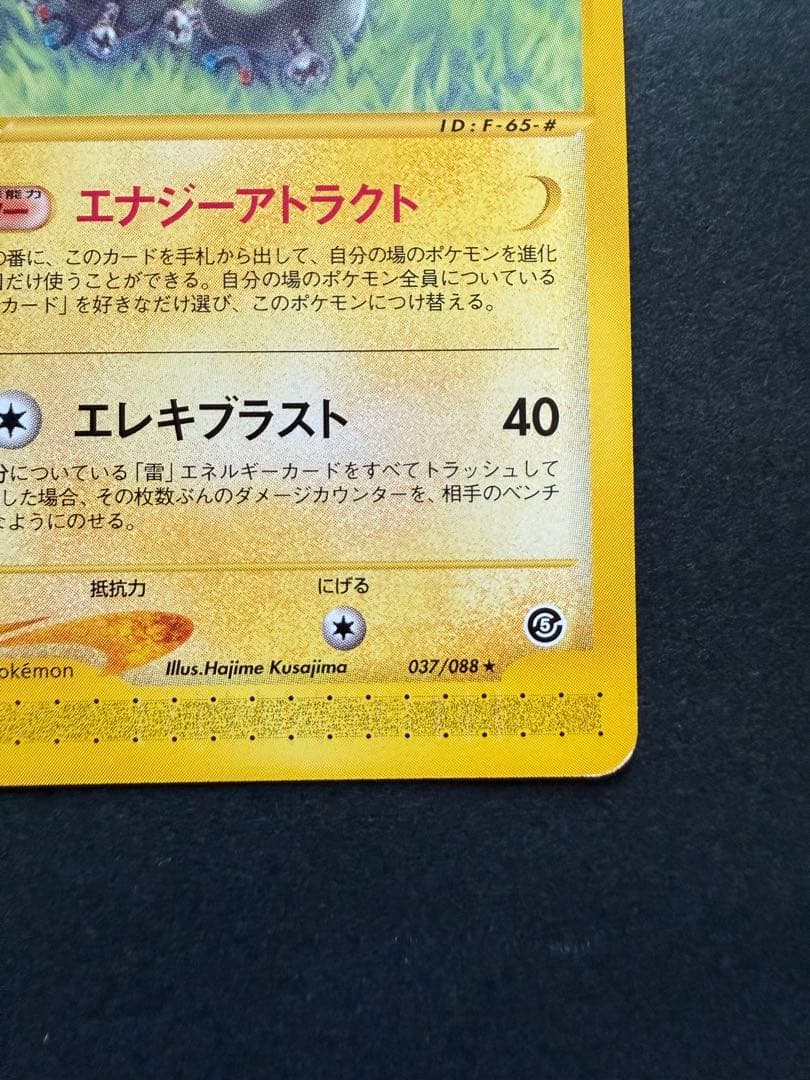 ID:F-65-#
能力
ー エナジーアトラクト
の番に、このカードを手札から出して、自分の場のポケモンを進化
回だけ使うことができる。自分の場のポケモン全員についている
カード」を好きなだけ選び、このポケモンにつけ替える。
エレキブラスト 40
分についている「雷」エネルギーカードをすべてトラッシュして
した場合、その枚数ぶんのダメージカウンターを、相手のベンチ
なようにのせる。
抵抗力 にげる
5
okémon Illus.Hajime Kusajima 037/088★